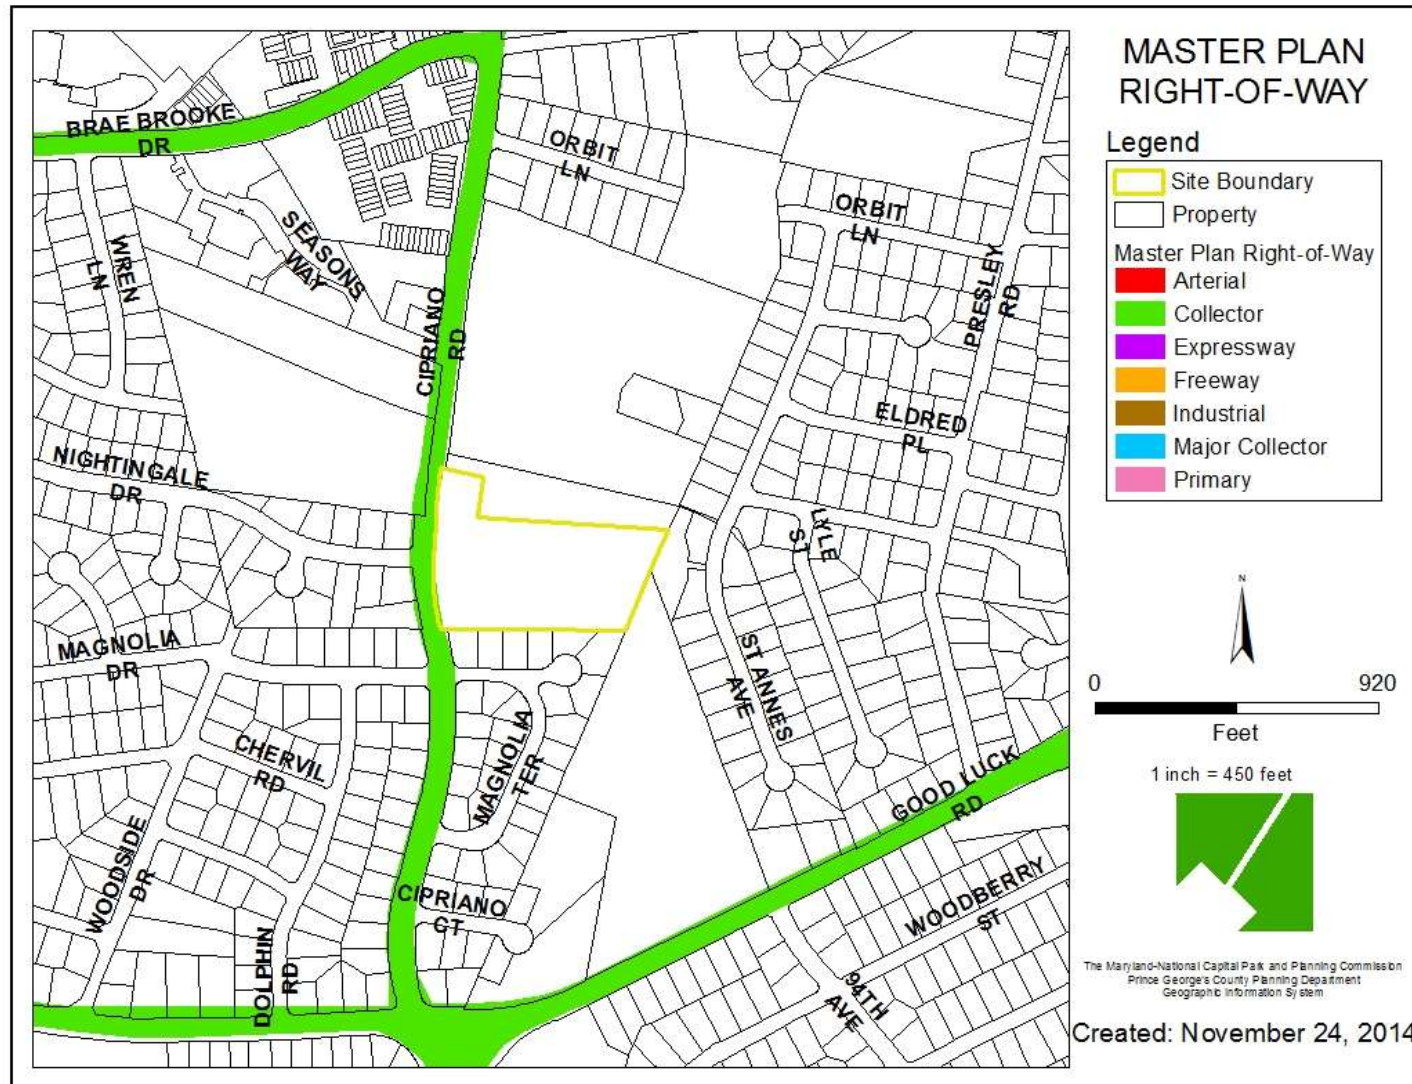 MASTER PLAN
RIGHT-OF-WAY
Legend
Site Boundary
Property
Master Plan Right-of-Way
Arterial
Collector
Expressway
Freeway
Industrial
Major Collector
Primary
N
0 920
Feet
1 inch = 450 feet
The Maryland-National Capital Park and Planning Commission
Prince George's County Planning Department
Geographic Information System
Created: November 24, 2014
BRAE BROOKE
DR
ORBIT
LN
ORBIT
LN
SEASONS
WAY
WREN
LN
CIPRIANO
RD
PRESLEY
RD
ELDRED
PL
NIGHTINGALE
DR
LYLE
ST
MAGNOLIA
DR
ST ANNES
AVE
CHERVIL
RD
MAGNOLIA
TER
GOOD LUCK
RD
WOODSIDE
DR
CIPRIANO
CT
WOODBERRY
ST
DOLPHIN
RD
94TH
AVE